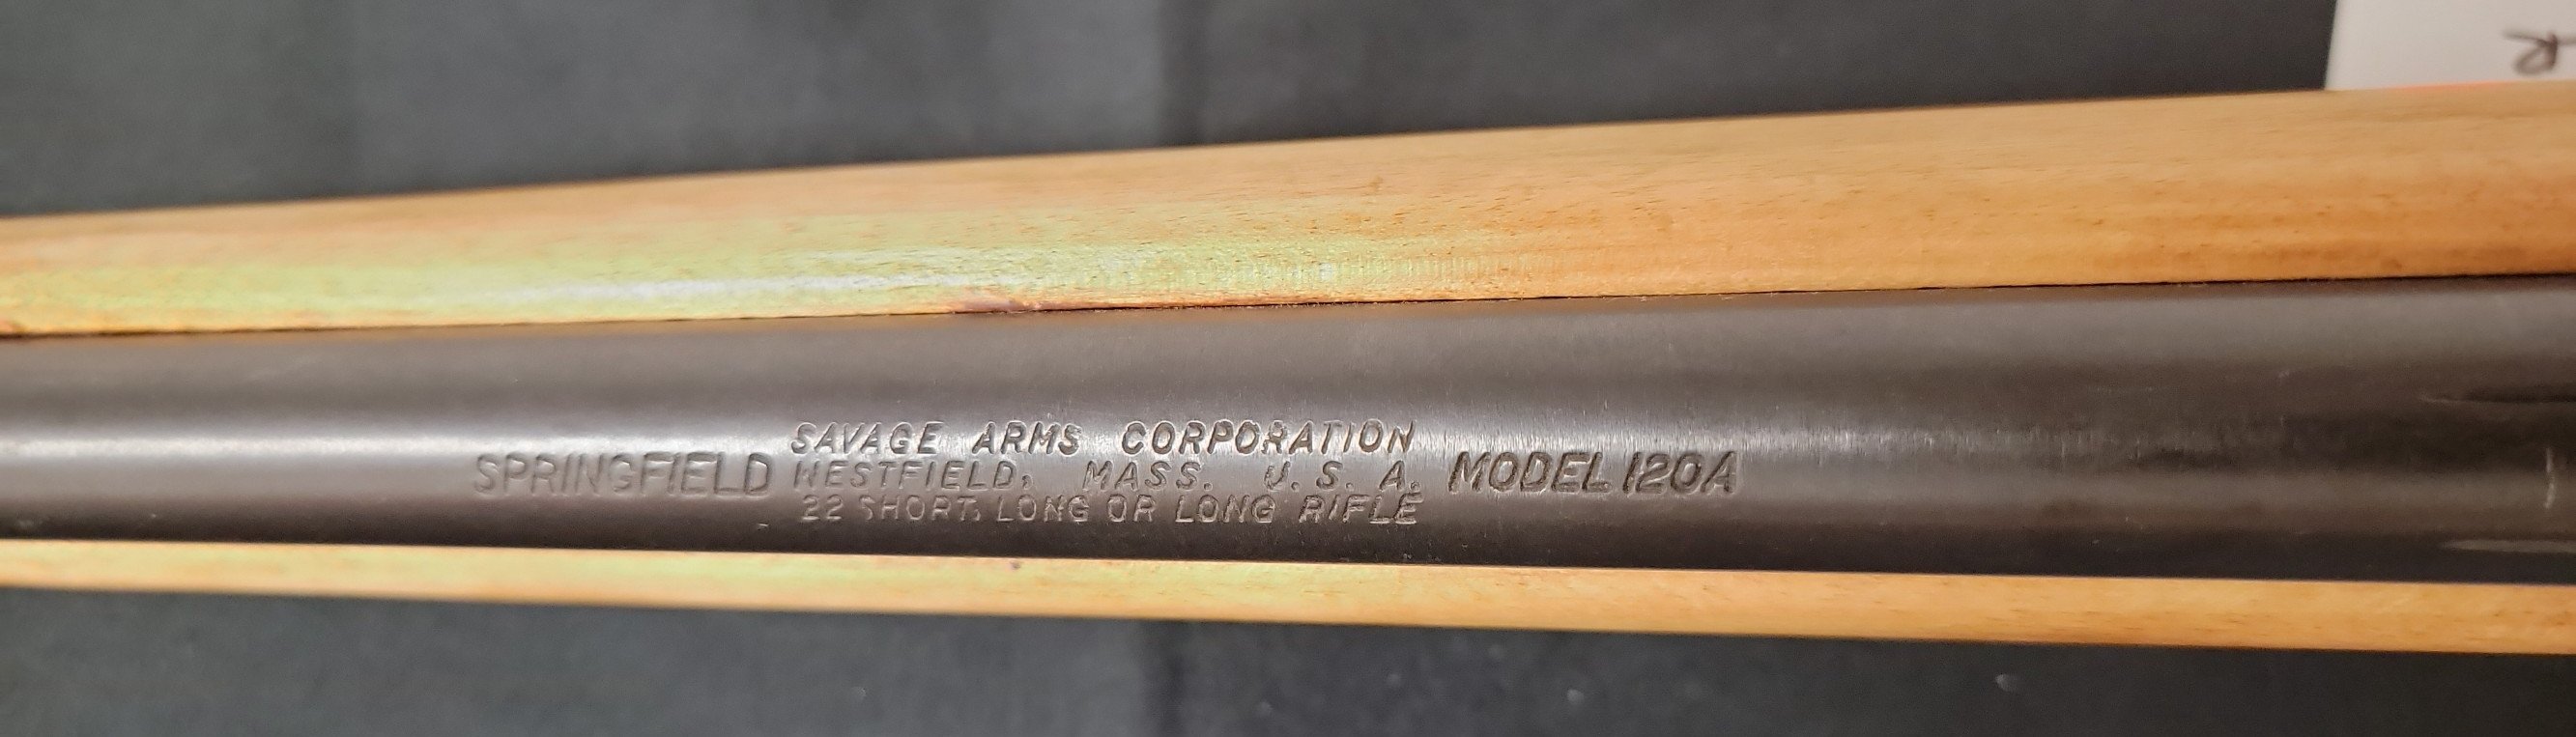 SPRINGFIELD
SAVAGE ARMS CORPORATION
WESTFIELD, MASS. U.S.A.
22 SHORT, LONG OR LONG RIFLE
MODEL 120A